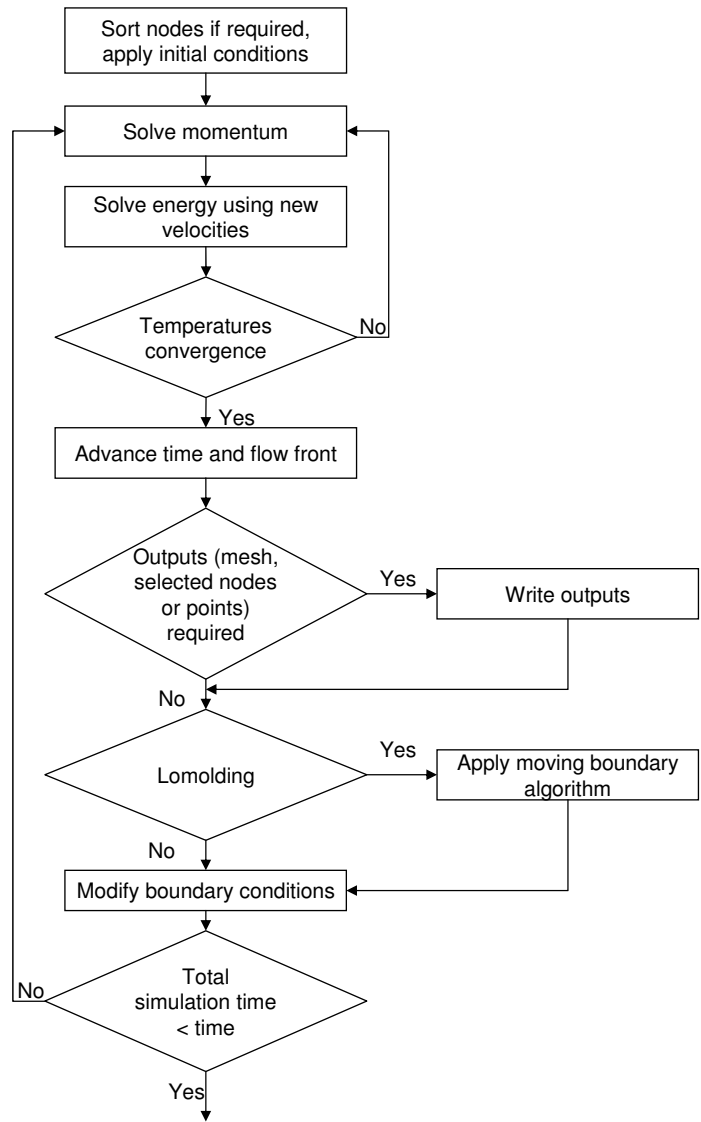 Sort nodes if required,
apply initial conditions
Solve momentum
Solve energy using new
velocities
Temperatures
convergence
No
Yes
Advance time and flow front
Outputs (mesh,
selected nodes
or points)
required
Yes
Write outputs
No
Lomolding
Yes
Apply moving boundary
algorithm
No
Modify boundary conditions
Total
simulation time
< time
No
Yes